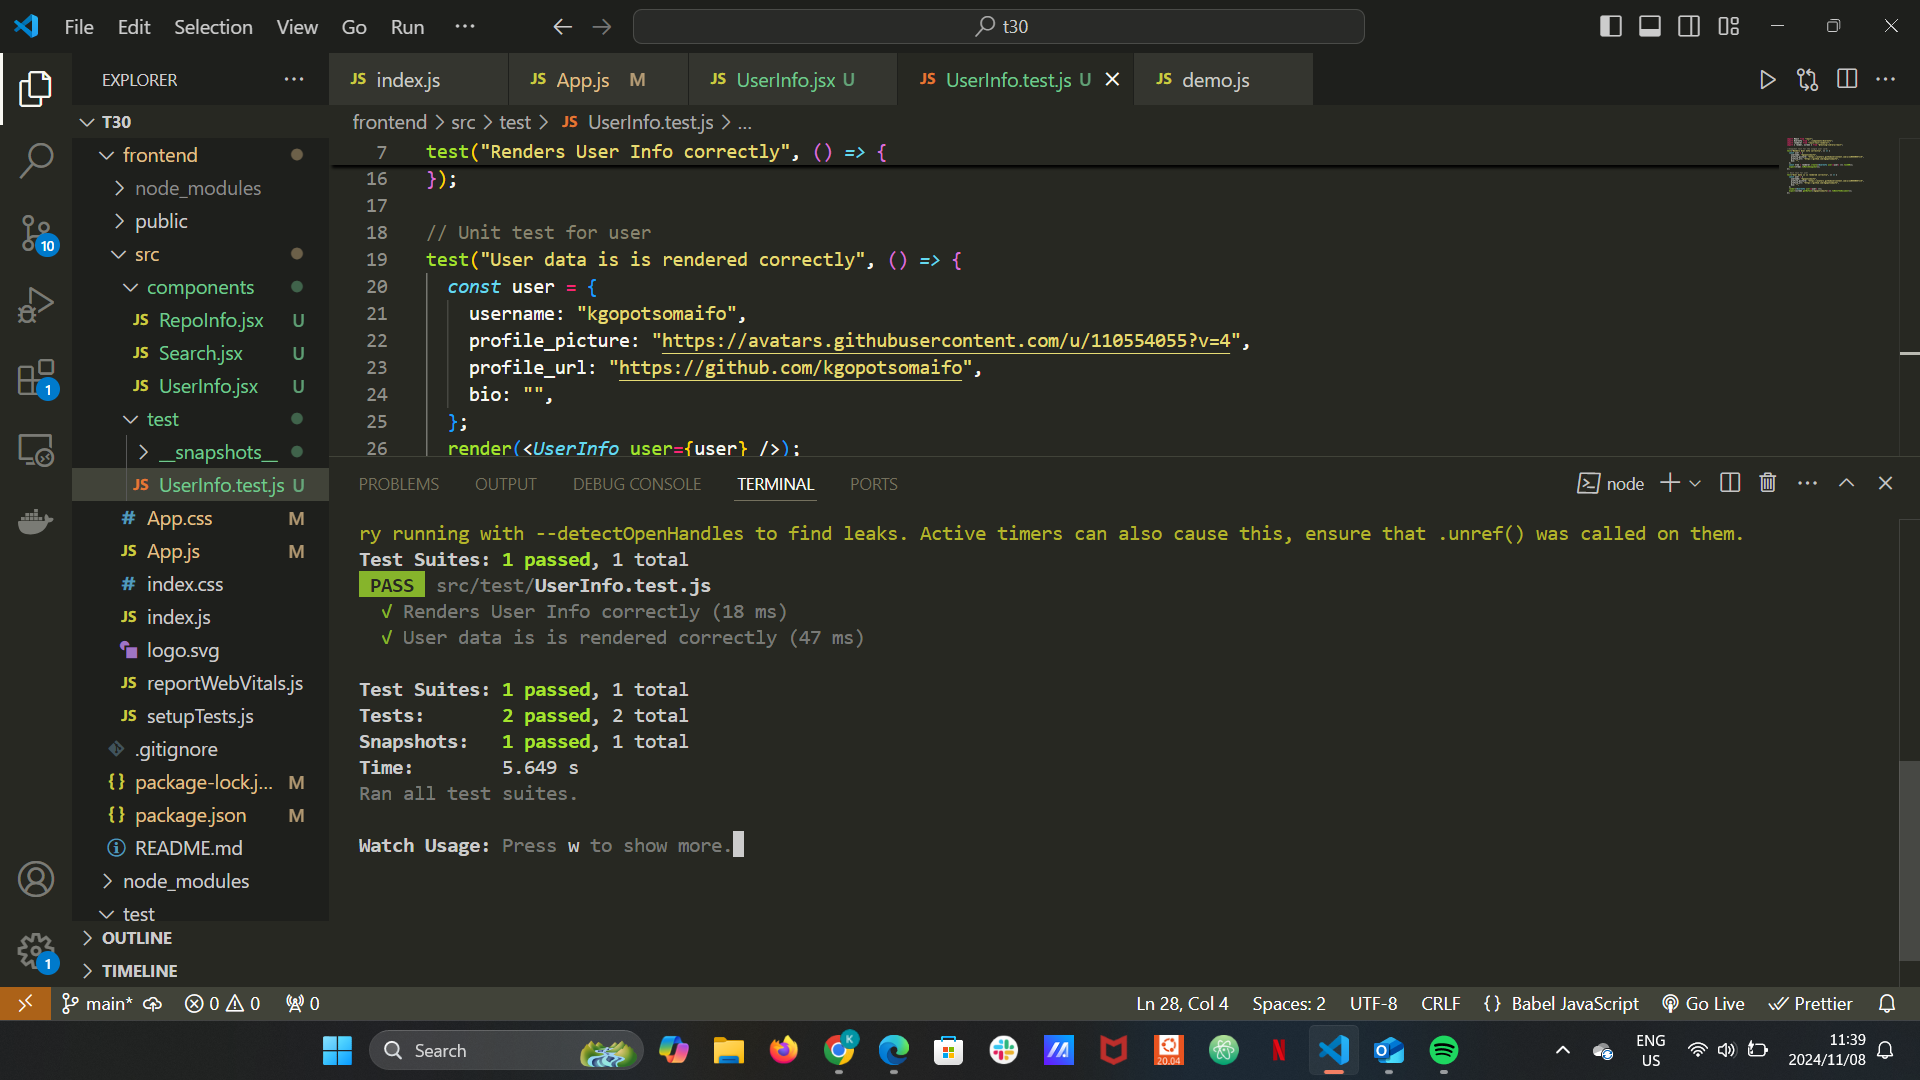 File Edit Selection View Go Run ··· t30
EXPLORER
JS index.js JS App.js M JS UserInfo.jsx U JS UserInfo.test.js U JS demo.js
frontend > src > test > JS UserInfo.test.js > ...
T30
frontend
node_modules
public
src
components
JS RepoInfo.jsx U
JS Search.jsx U
JS UserInfo.jsx U
test
__snapshots__
JS UserInfo.test.js U
# App.css M
JS App.js M
# index.css
JS index.js
logo.svg
JS reportWebVitals.js
JS setupTests.js
.gitignore
{} package-lock.j... M
{} package.json M
README.md
node_modules
test
OUTLINE
TIMELINE
10
1
1
7 test("Renders User Info correctly", () => {
16 });
17
18 // Unit test for user
19 test("User data is is rendered correctly", () => {
20 const user = {
21 username: "kgopotsomaifo",
22 profile_picture: "https://avatars.githubusercontent.com/u/110554055?v=4",
23 profile_url: "https://github.com/kgopotsomaifo",
24 bio: "",
25 };
26 render(<UserInfo user={user} />);
PROBLEMS OUTPUT DEBUG CONSOLE TERMINAL PORTS node
ry running with --detectOpenHandles to find leaks. Active timers can also cause this, ensure that .unref() was called on them.
Test Suites: 1 passed, 1 total
PASS src/test/UserInfo.test.js
√ Renders User Info correctly (18 ms)
√ User data is is rendered correctly (47 ms)
Test Suites: 1 passed, 1 total
Tests: 2 passed, 2 total
Snapshots: 1 passed, 1 total
Time: 5.649 s
Ran all test suites.
Watch Usage: Press w to show more.
main* 0 0 0 Ln 28, Col 4 Spaces: 2 UTF-8 CRLF {} Babel JavaScript Go Live Prettier
Search K 20.04 N ENG US 11:39 2024/11/08